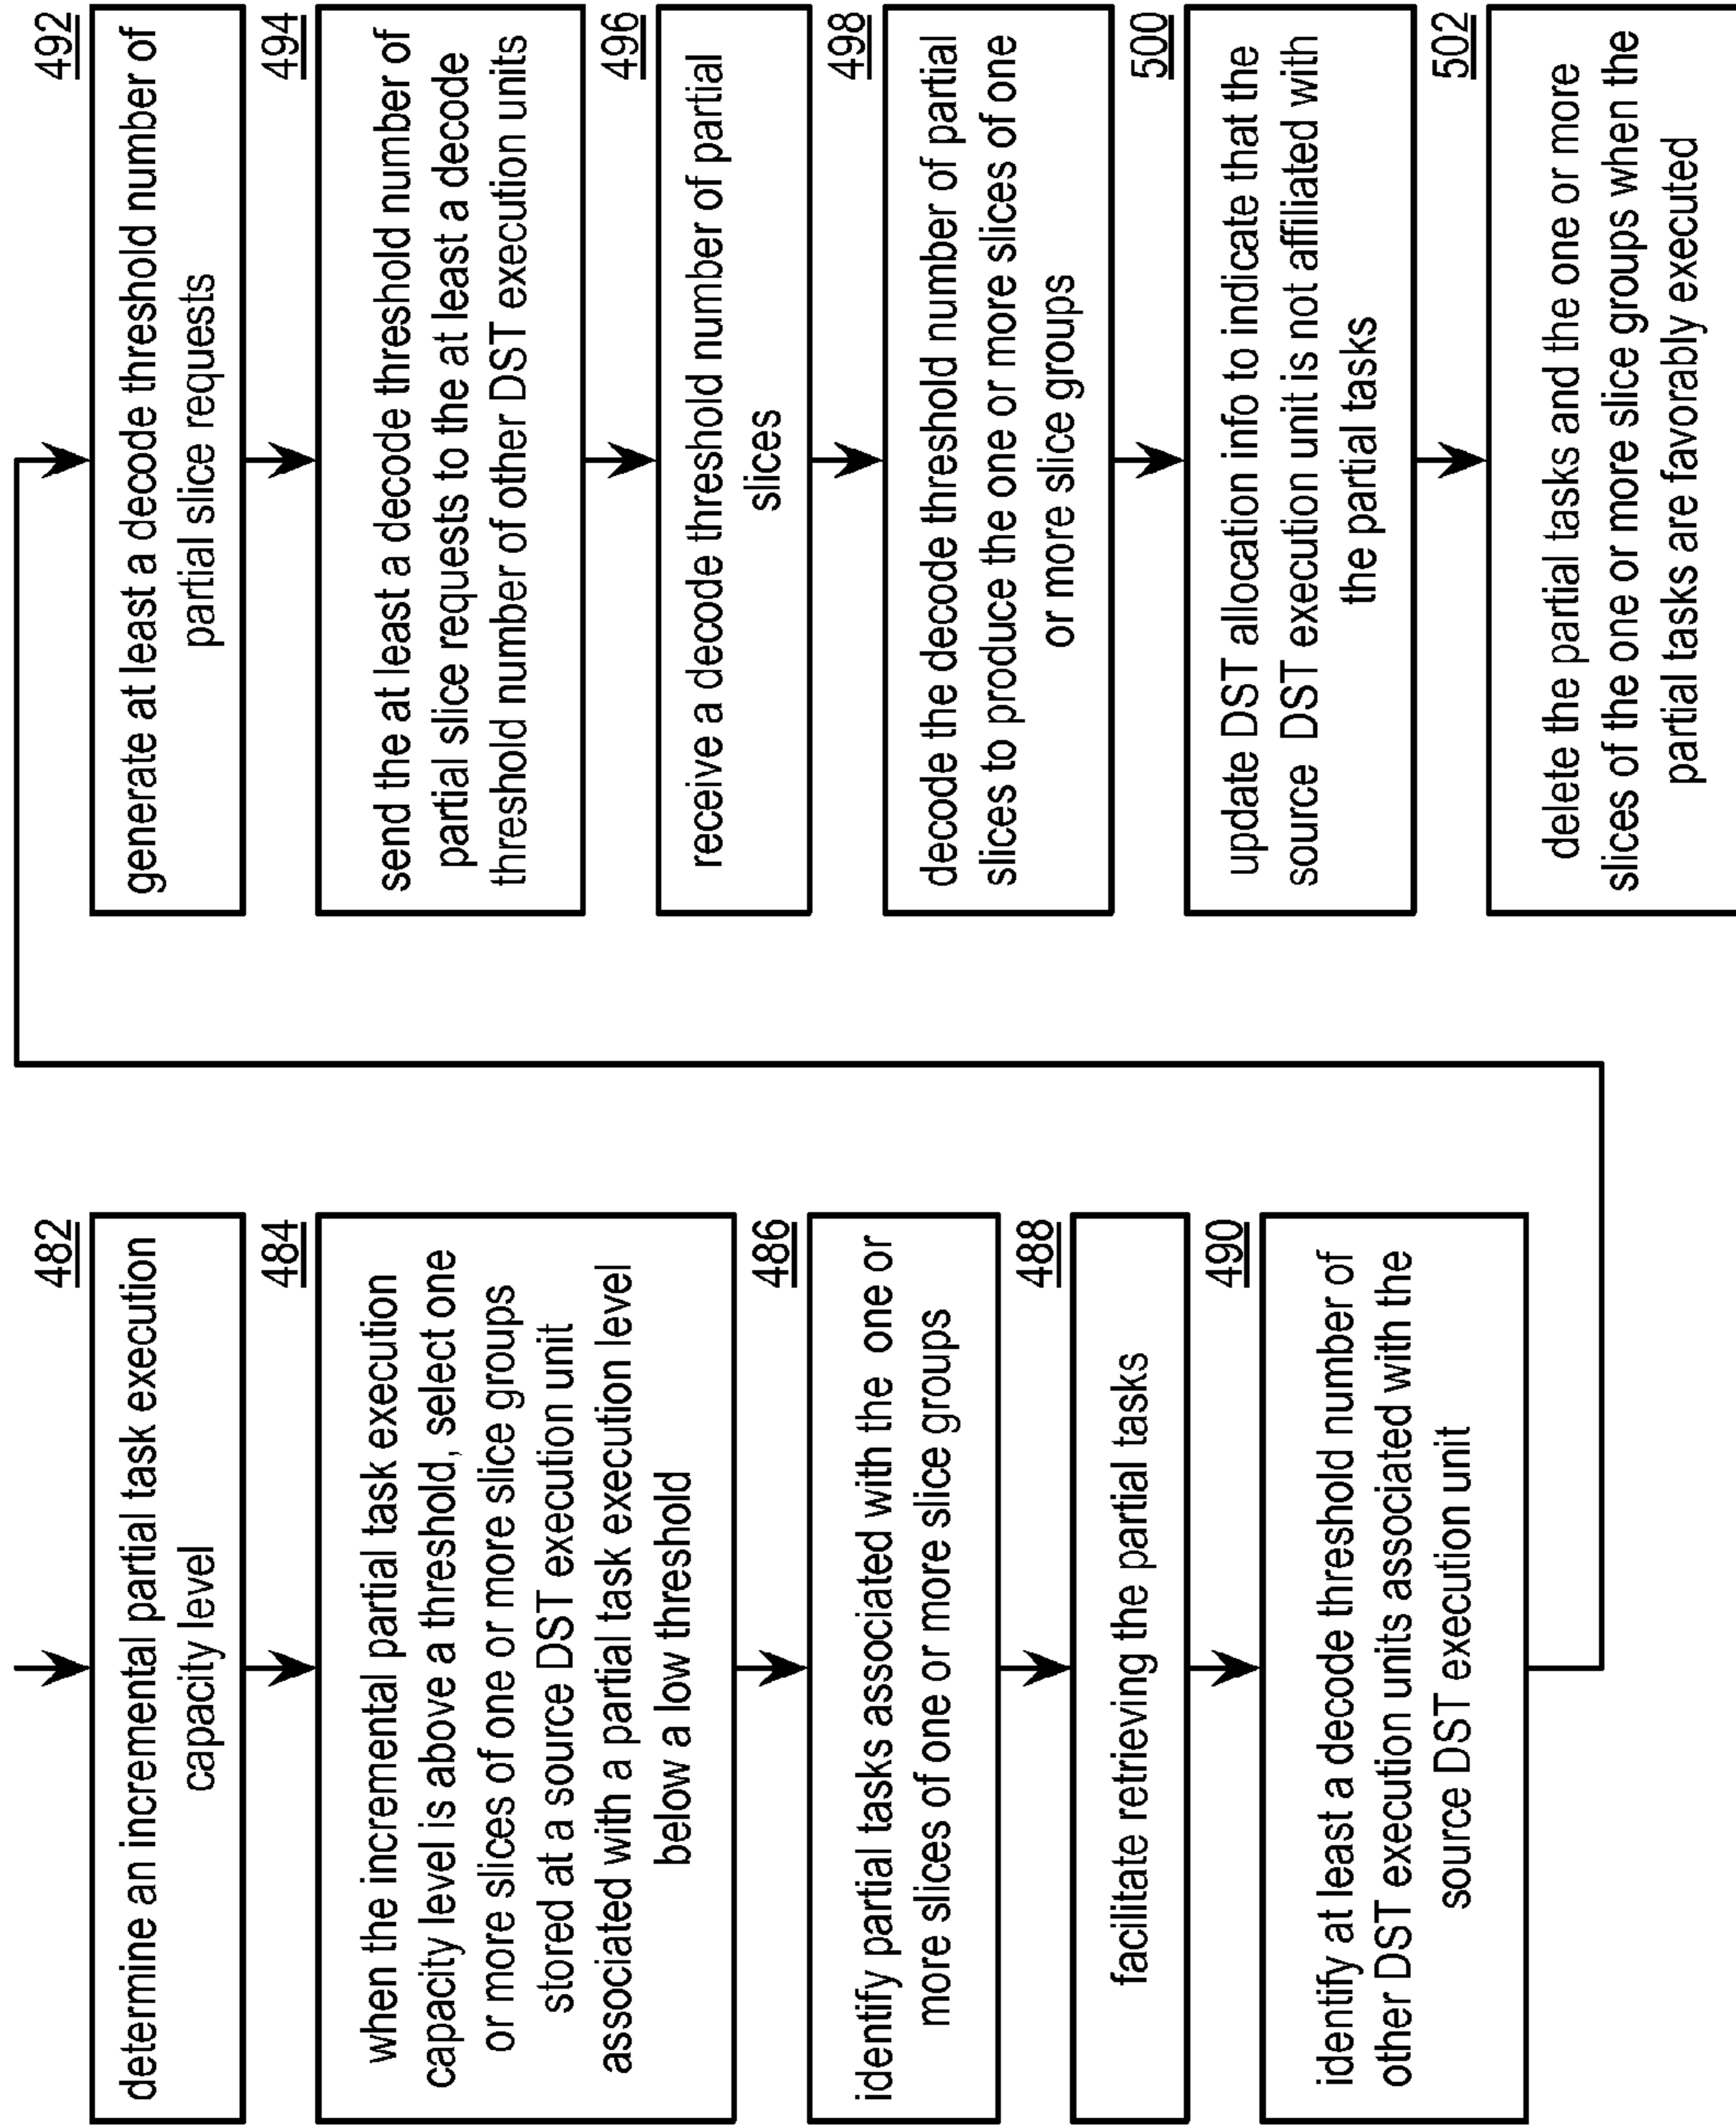 482
determine an incremental partial task execution
capacity level
484
when the incremental partial task execution
capacity level is above a threshold, select one
or more slices of one or more slice groups
stored at a source DST execution unit
associated with a partial task execution level
below a low threshold
486
identify partial tasks associated with the one or
more slices of one or more slice groups
488
facilitate retrieving the partial tasks
490
identify at least a decode threshold number of
other DST execution units associated with the
source DST execution unit
492
generate at least a decode threshold number of
partial slice requests
494
send the at least a decode threshold number of
partial slice requests to the at least a decode
threshold number of other DST execution units
496
receive a decode threshold number of partial
slices
498
decode the decode threshold number of partial
slices to produce the one or more slices of one
or more slice groups
500
update DST allocation info to indicate that the
source DST execution unit is not affiliated with
the partial tasks
502
delete the partial tasks and the one or more
slices of the one or more slice groups when the
partial tasks are favorably executed